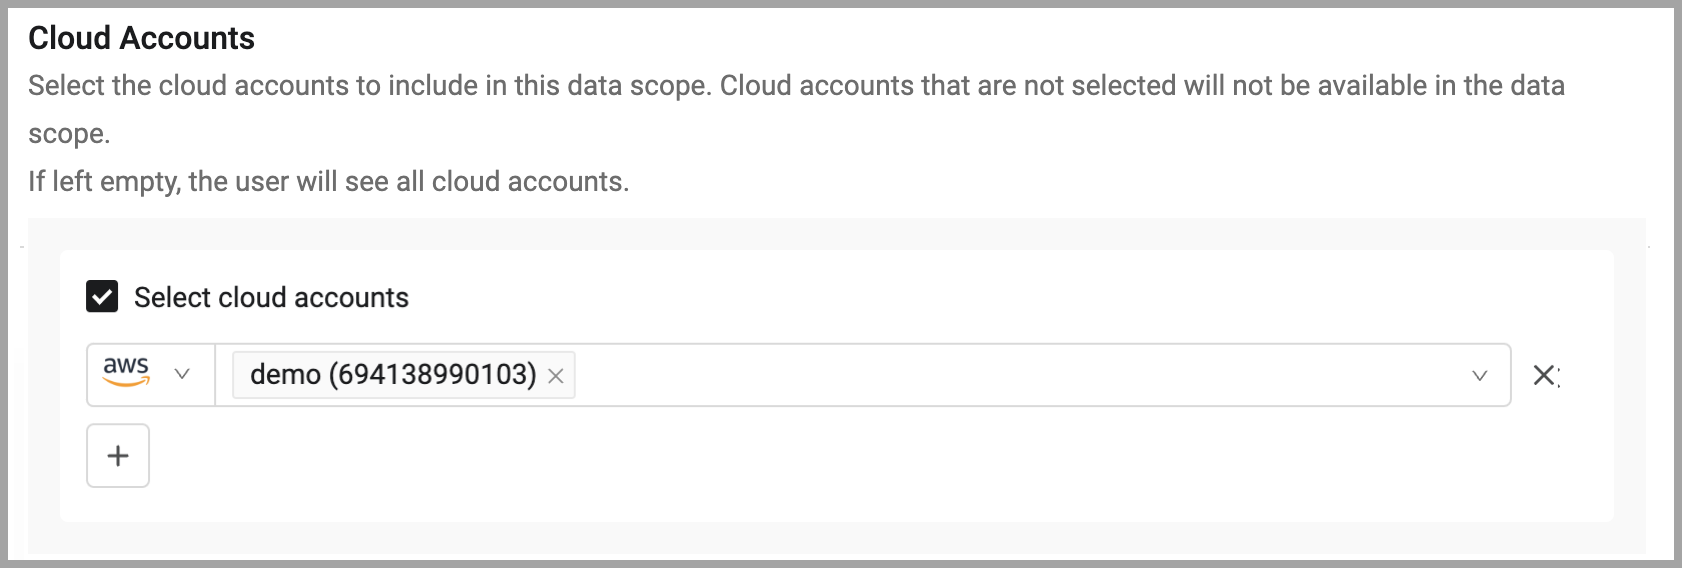 Cloud Accounts
Select the cloud accounts to include in this data scope. Cloud accounts that are not selected will not be available in the data
scope.
If left empty, the user will see all cloud accounts.
Select cloud accounts
aws
demo (694138990103)